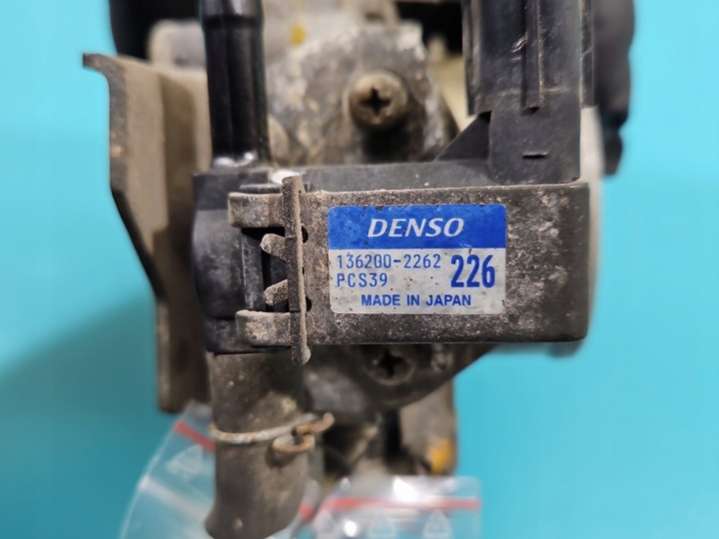 DENSO
136200-2262
PCS39 226
MADE IN JAPAN